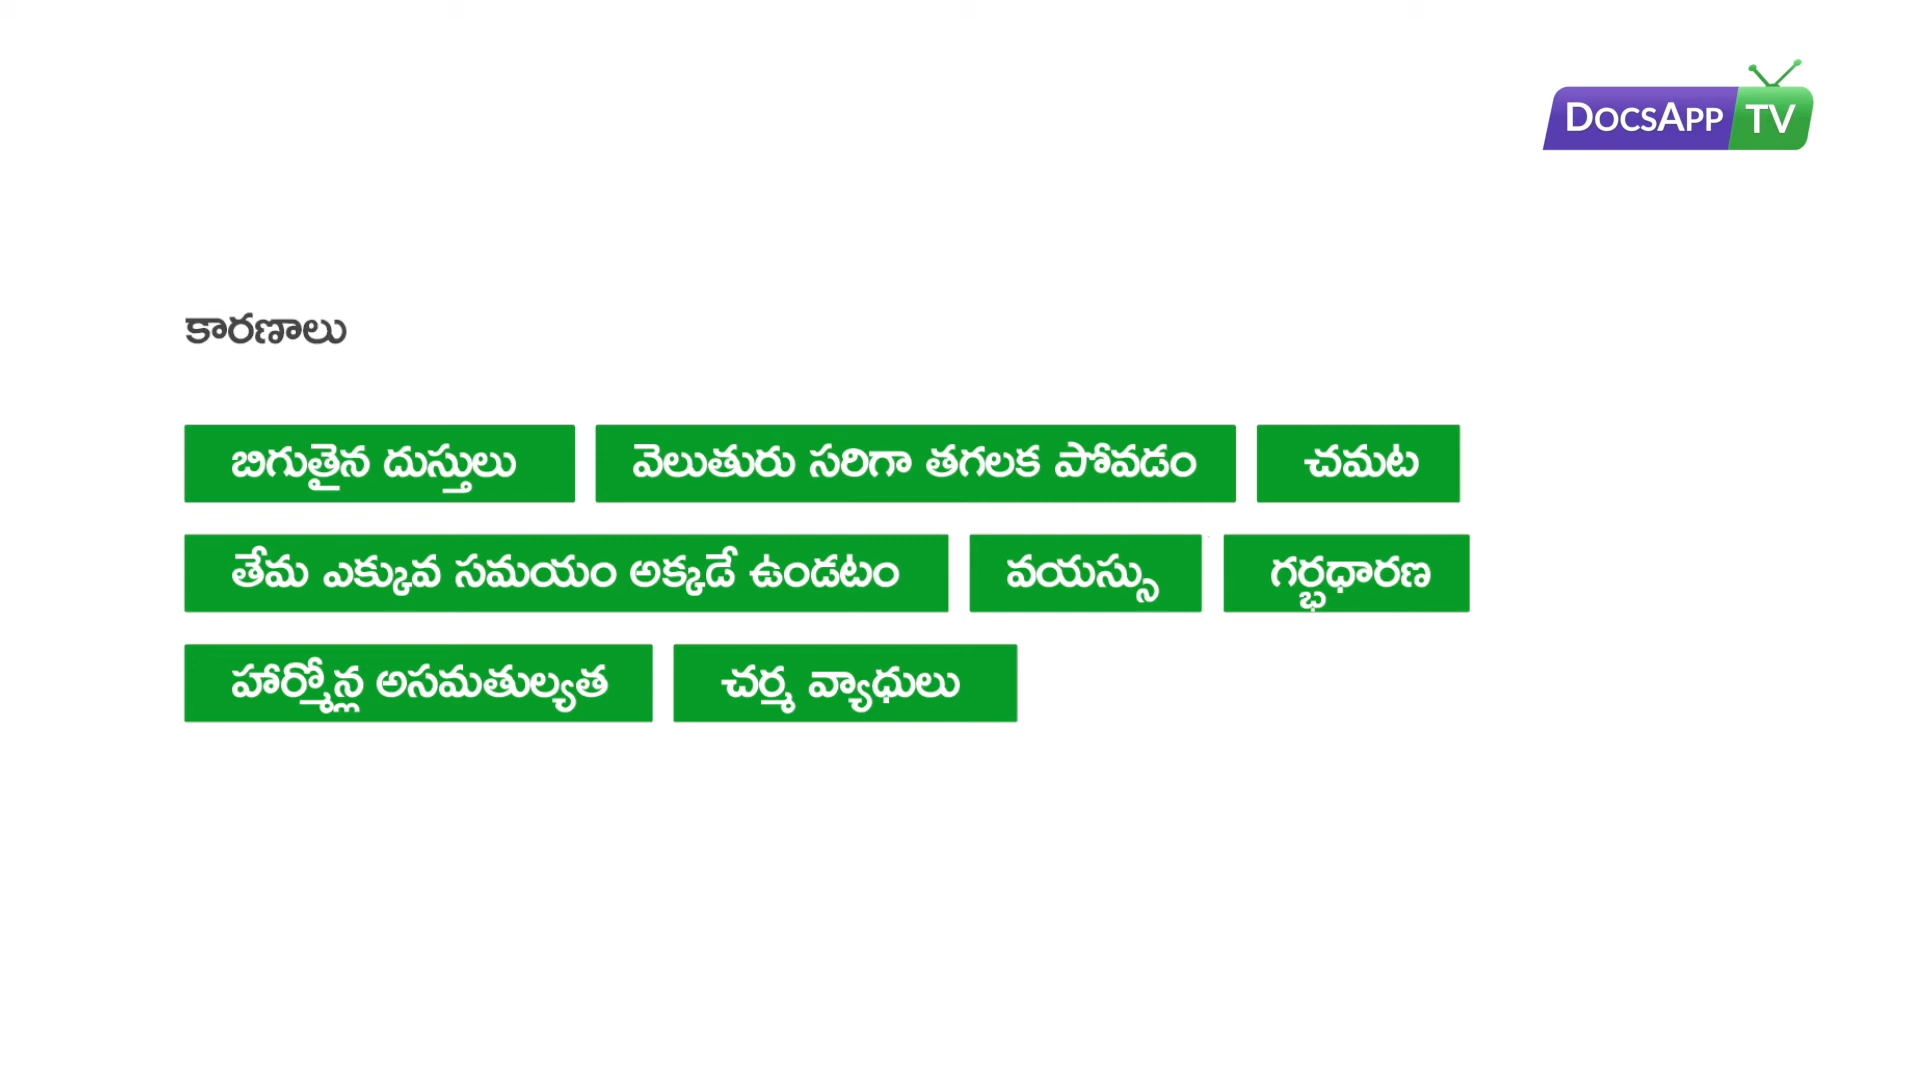 DOCSAPP TV
కారణాలు
బిగుతైన దుస్తులు వెలుతురు సరిగా తగలక పోవడం చమట
తేమ ఎక్కువ సమయం అక్కడే ఉండటం వయస్సు గర్భధారణ
హార్మోన్ల అసమతుల్యత చర్మ వ్యాధులు